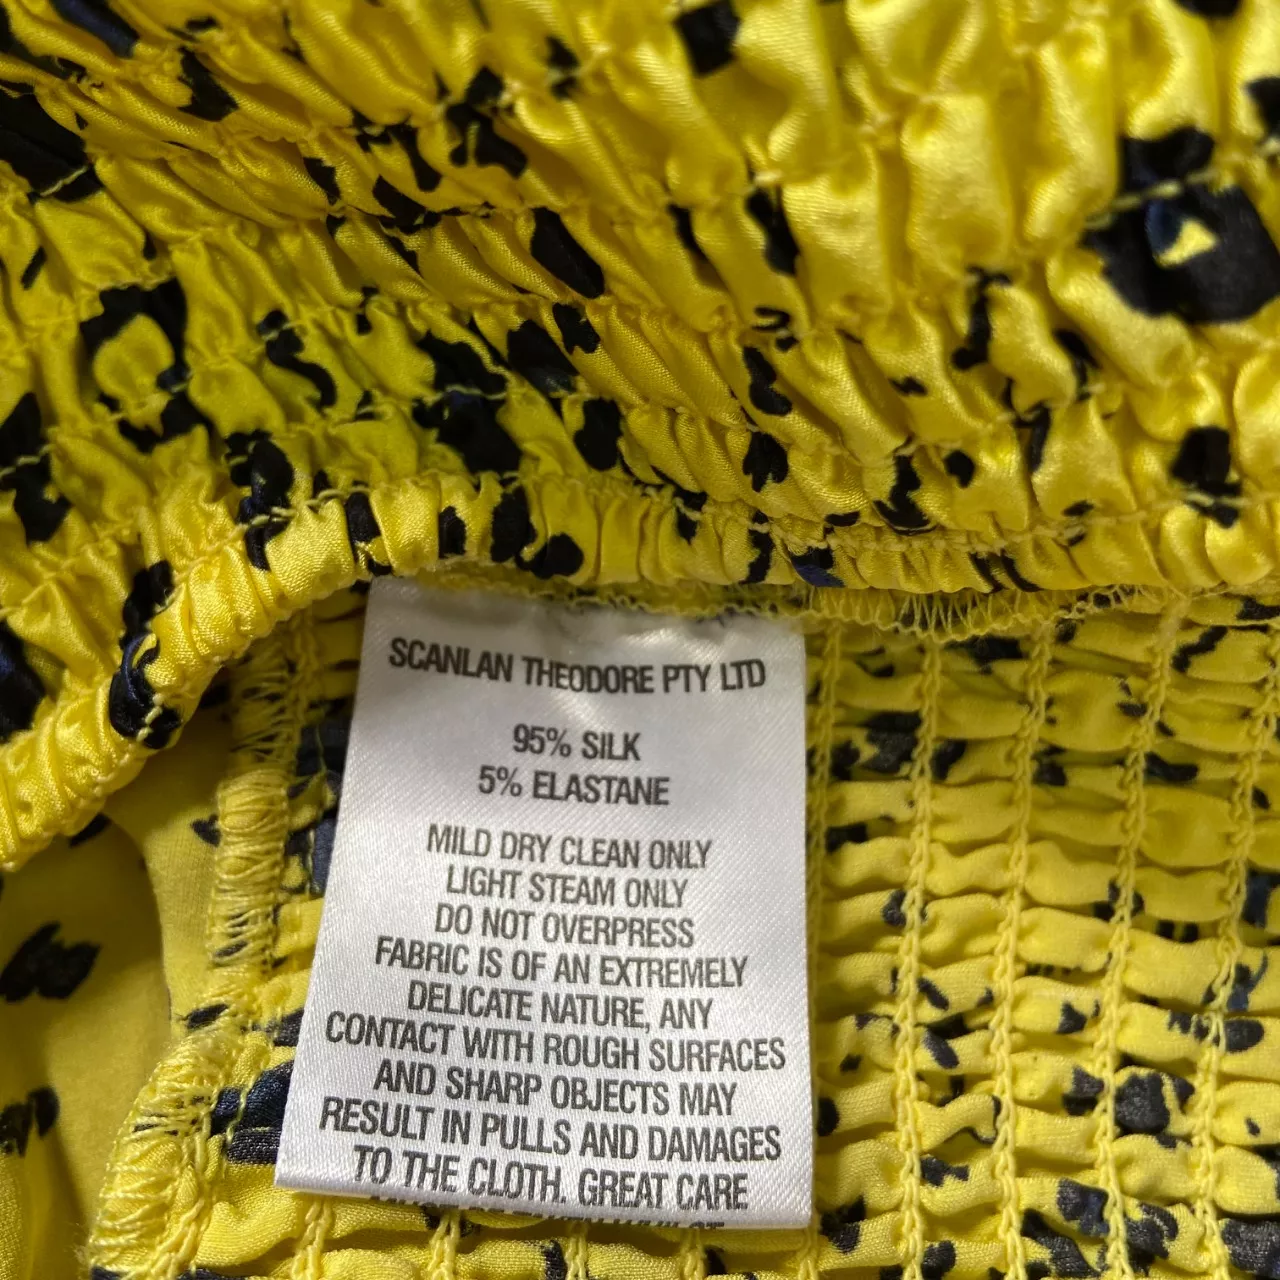 SCANLAN THEODORE PTY LTD
95% SILK
5% ELASTANE
MILD DRY CLEAN ONLY
LIGHT STEAM ONLY
DO NOT OVERPRESS
FABRIC IS OF AN EXTREMELY
DELICATE NATURE, ANY
CONTACT WITH ROUGH SURFACES
AND SHARP OBJECTS MAY
RESULT IN PULLS AND DAMAGES
TO THE CLOTH. GREAT CARE